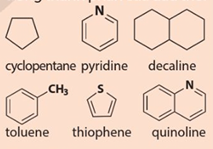 N
cyclopentane pyridine decaline
CH₃ S N
toluene thiophene quinoline